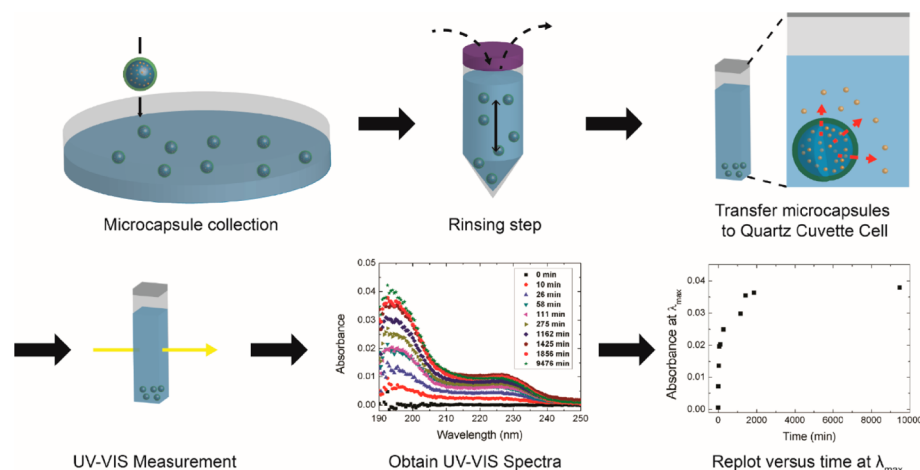 Microcapsule collection
Rinsing step
Transfer microcapsules
to Quartz Cuvette Cell
UV-VIS Measurement
Absorbance
0.05
0.04
0.03
0.02
0.01
0.00
190
200
210
220
230
240
250
Wavelength (nm)
0 min
10 min
26 min
58 min
111 min
275 min
1162 min
1425 min
1856 min
9476 min
Obtain UV-VIS Spectra
Absorbance at λmax
0.04
0.03
0.02
0.01
0.00
0
2000
4000
6000
8000
10000
Time (min)
Replot versus time at λmax